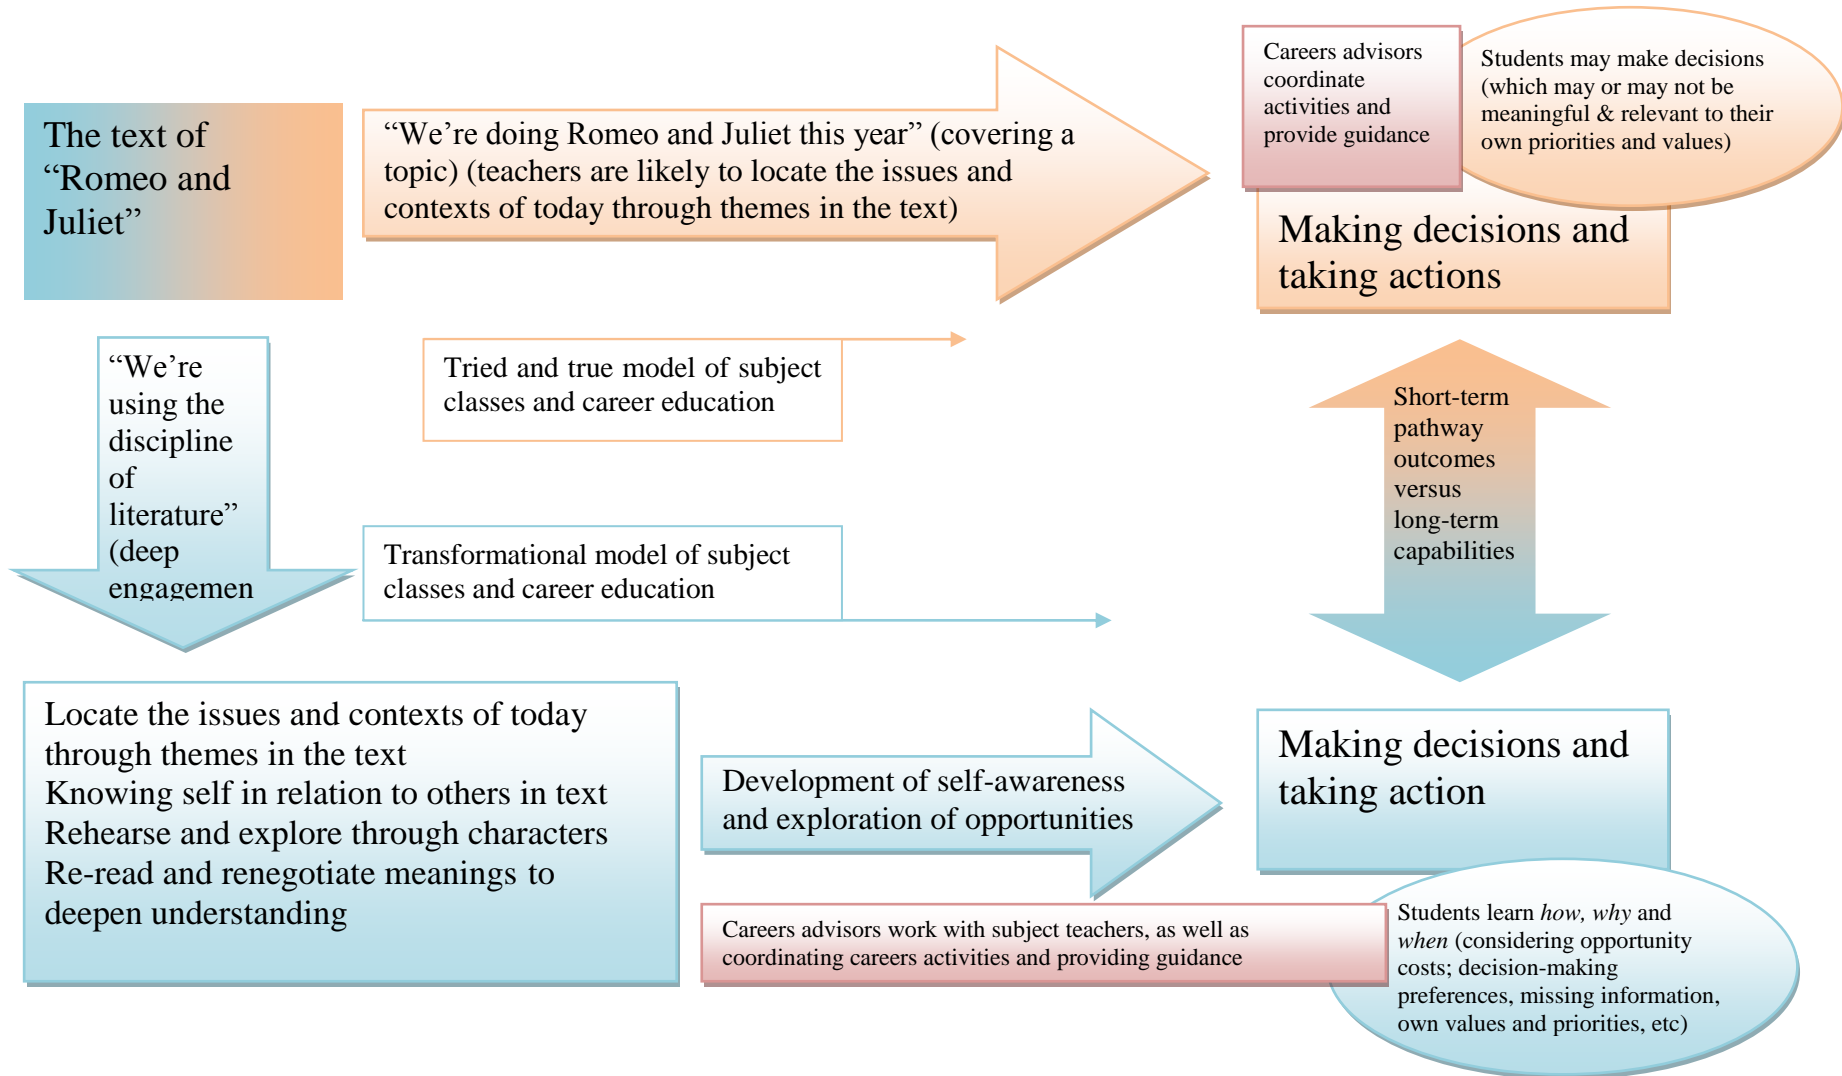 The text of
“Romeo and
Juliet”
“We’re doing Romeo and Juliet this year” (covering a
topic) (teachers are likely to locate the issues and
contexts of today through themes in the text)
Careers advisors
coordinate
activities and
provide guidance
Students may make decisions
(which may or may not be
meaningful & relevant to their
own priorities and values)
Making decisions and
taking actions
“We’re
using the
discipline
of
literature”
(deep
engagemen
Tried and true model of subject
classes and career education
Short-term
pathway
outcomes
versus
long-term
capabilities
Transformational model of subject
classes and career education
Locate the issues and contexts of today
through themes in the text
Knowing self in relation to others in text
Rehearse and explore through characters
Re-read and renegotiate meanings to
deepen understanding
Development of self-awareness
and exploration of opportunities
Making decisions and
taking action
Careers advisors work with subject teachers, as well as
coordinating careers activities and providing guidance
Students learn how, why and
when (considering opportunity
costs; decision-making
preferences, missing information,
own values and priorities, etc)